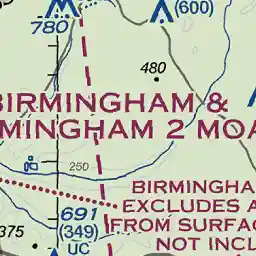 (600)
780
480
BIRMINGHAM &
MINGHAM 2 MOA
250
BIRMINGHA
EXCLUDES A
FROM SURFAC
NOT INCL
691
(349)
UC
375